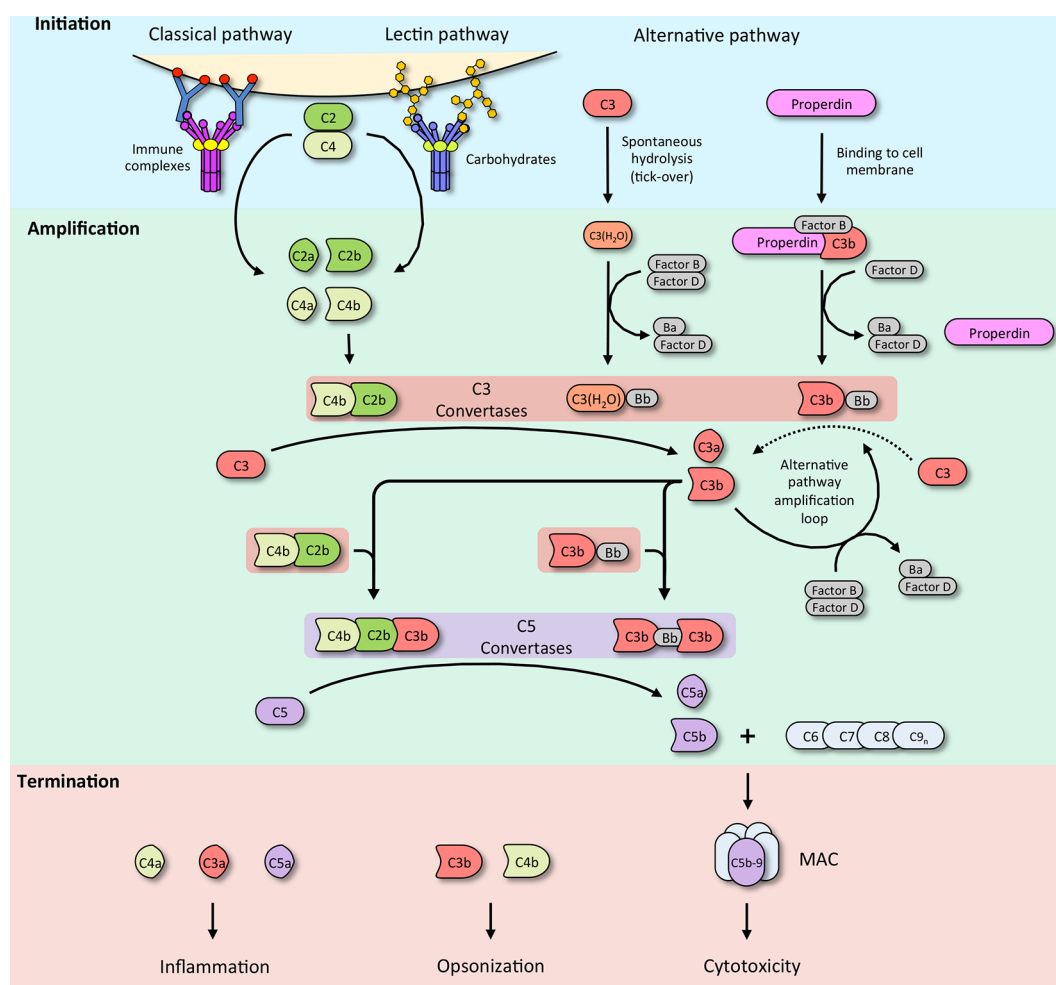 Initiation
Classical pathway
Lectin pathway
Alternative pathway
C2
C4
Immune
complexes
Carbohydrates
C3
Spontaneous
hydrolysis
(tick-over)
Properdin
Binding to cell
membrane
Amplification
C2a
C2b
C4a
C4b
C3(H₂O)
Factor B
Factor D
Ba
Factor D
Factor B
Properdin
C3b
Factor D
Ba
Factor D
Properdin
C4b
C2b
C3
Convertases
C3(H₂O)
Bb
C3b
Bb
C3
C3a
C3b
Alternative
pathway
amplification
loop
C3
C4b
C2b
C3b
Bb
Factor B
Factor D
Ba
Factor D
C4b
C2b
C3b
C5
Convertases
C3b
Bb
C3b
C5
C5a
C5b
+
C6
C7
C8
C9ₙ
Termination
C4a
C3a
C5a
C3b
C4b
C5b-9
MAC
Inflammation
Opsonization
Cytotoxicity